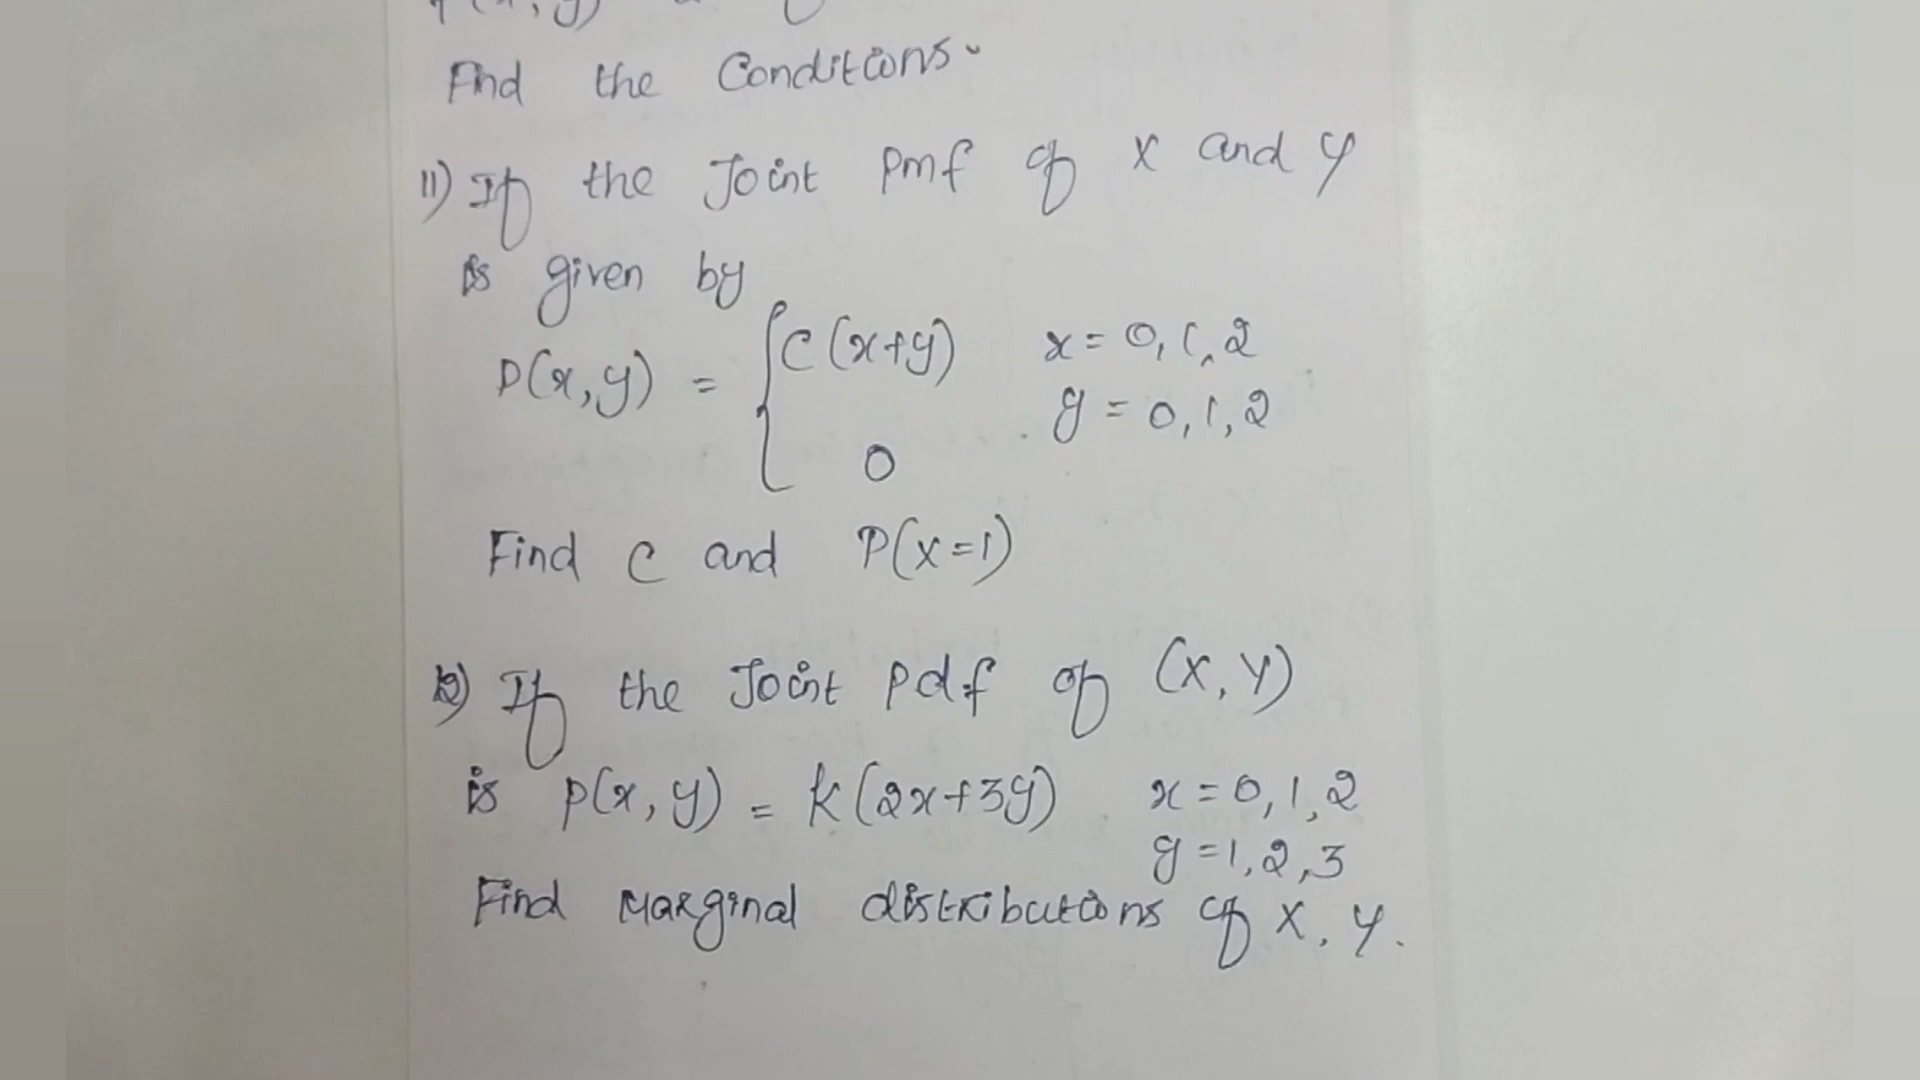 Find the Conditions.
11) If the Joint Pmf of X and Y
is given by
P(x,y) = { C(x+y) x = 0,1,2
y = 0,1,2
0
Find C and P(X=1)
12) If the Joint Pdf of (X,Y)
is P(x,y) = K(2x+3y) x = 0,1,2
y = 1,2,3
Find Marginal distributions of X, Y.